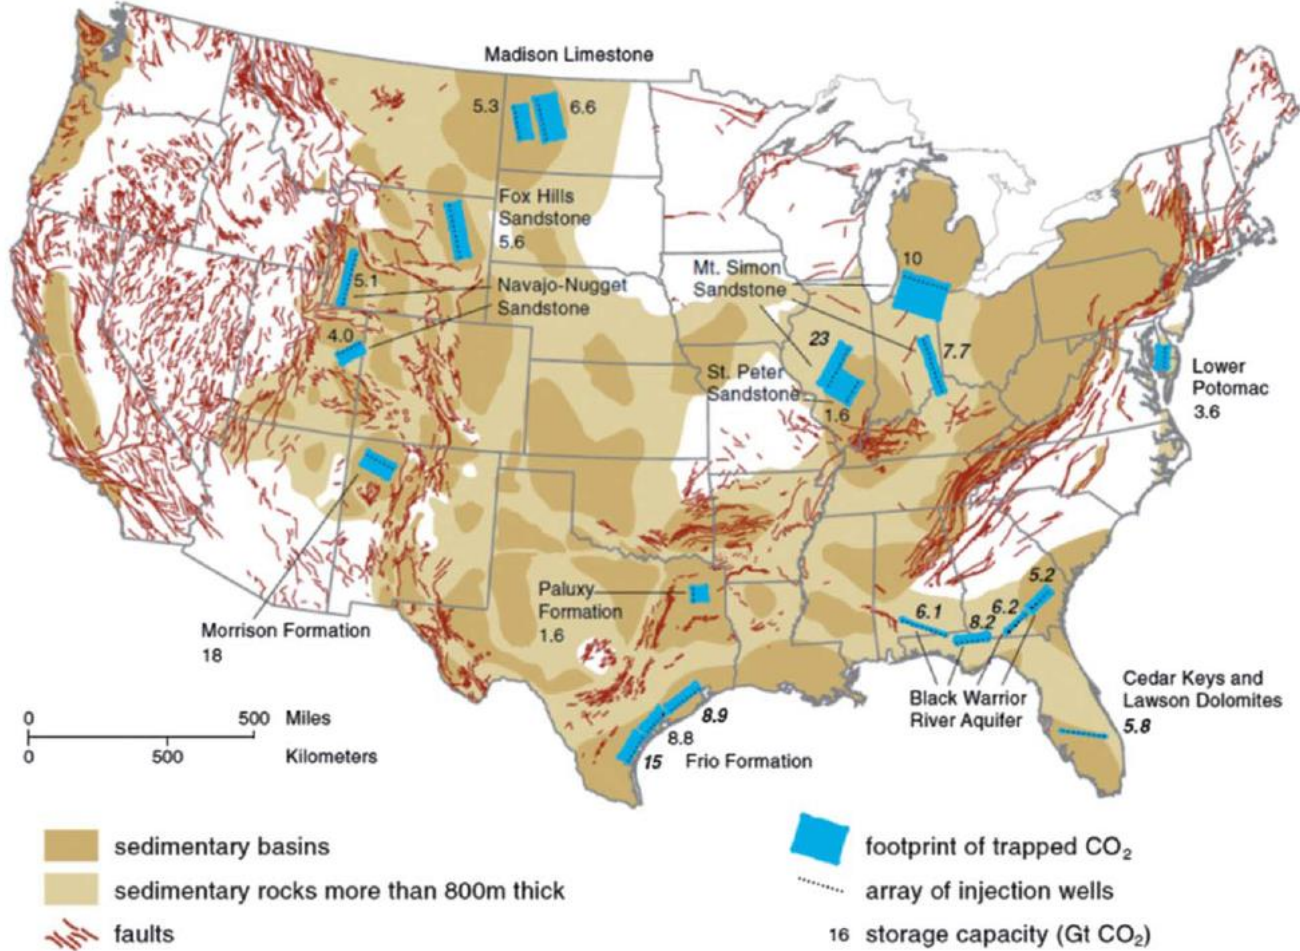 Madison Limestone
5.3
6.6
Fox Hills
Sandstone
5.6
5.1
Navajo-Nugget
Sandstone
4.0
Mt. Simon
Sandstone
10
23
7.7
St. Peter
Sandstone
1.6
Lower
Potomac
3.6
Morrison Formation
18
Paluxy
Formation
1.6
5.2
6.1
6.2
8.2
Black Warrior
River Aquifer
Cedar Keys and
Lawson Dolomites
5.8
8.9
8.8
15
Frio Formation
0 500 Miles
0 500 Kilometers
sedimentary basins
sedimentary rocks more than 800m thick
faults
footprint of trapped CO₂
array of injection wells
16 storage capacity (Gt CO₂)